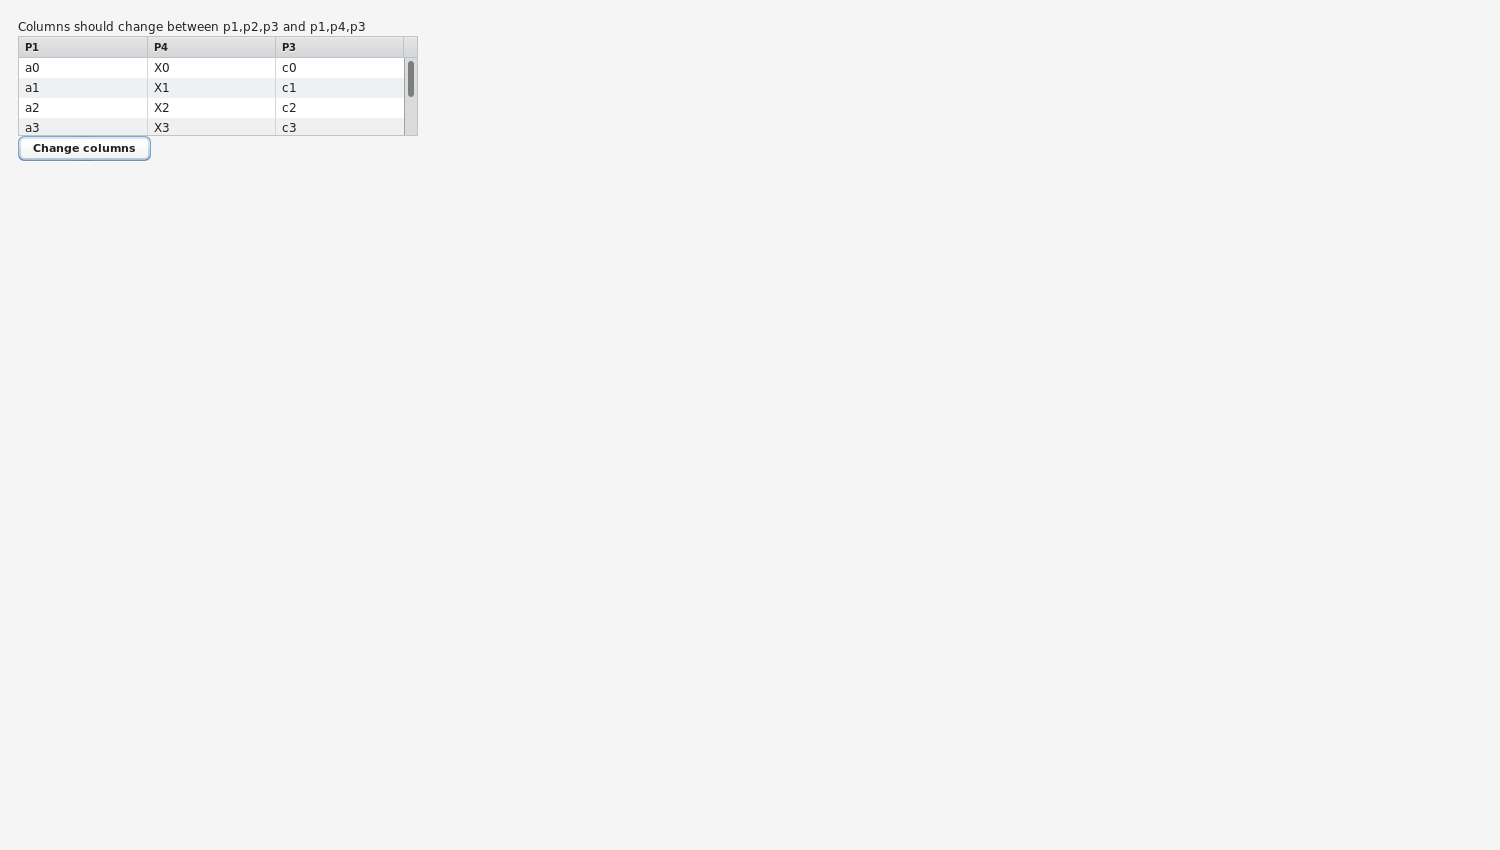 Columns should change between p1,p2,p3 and p1,p4,p3
P1 P4 P3
a0 X0 c0
a1 X1 c1
a2 X2 c2
a3 X3 c3
Change columns